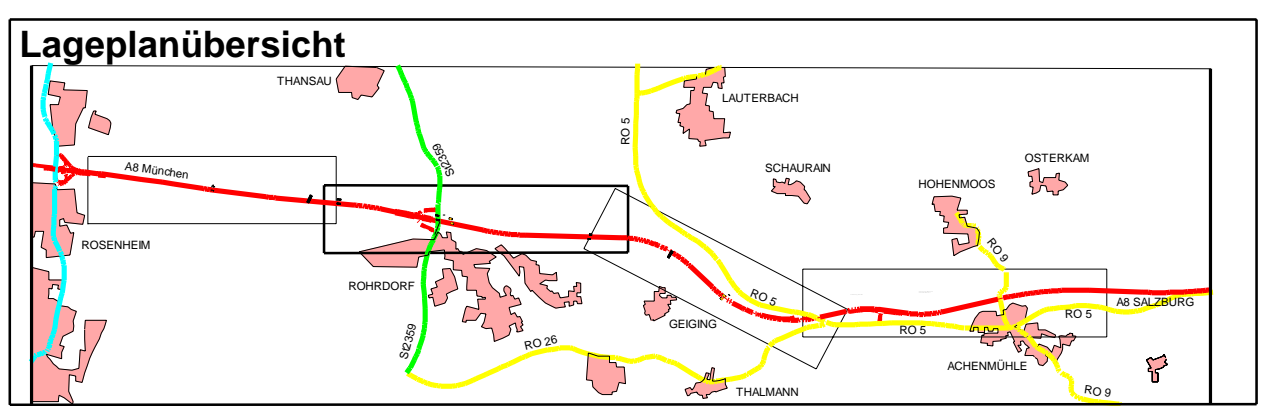 Lageplanübersicht
THANSAU
LAUTERBACH
RO 5
St2359
OSTERKAM
SCHAURAIN
A8 München
HOHENMOOS
ROSENHEIM
RO 9
ROHRDORF
RO 5
A8 SALZBURG
GEIGING
RO 5
RO 5
St2359
RO 26
ACHENMÜHLE
THALMANN
RO 9